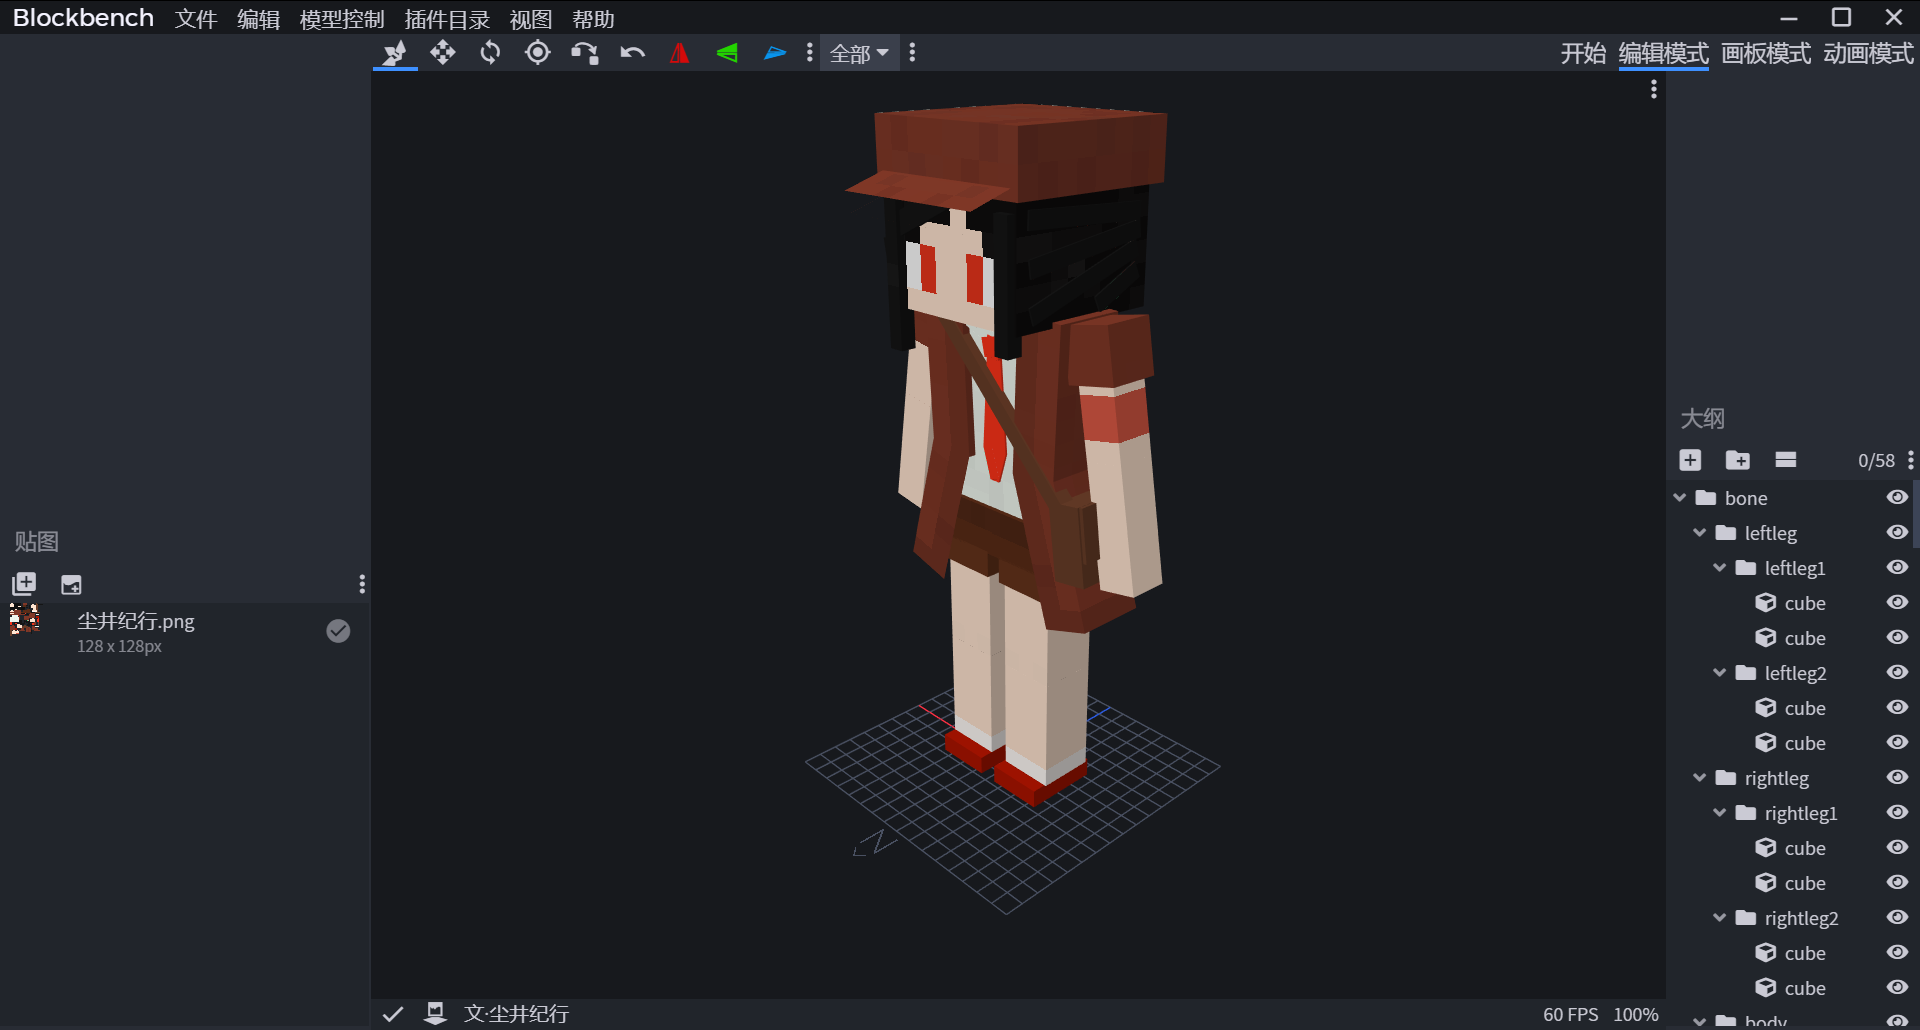 Blockbench 文件 编辑 模型控制 插件目录 视图 帮助
全部 开始 编辑模式 画板模式 动画模式
大纲
0/58
bone
leftleg
leftleg1
cube
cube
leftleg2
cube
cube
rightleg
rightleg1
cube
cube
rightleg2
cube
cube
body
贴图
尘井纪行.png
128 x 128px
N
文·尘井纪行
60 FPS 100%